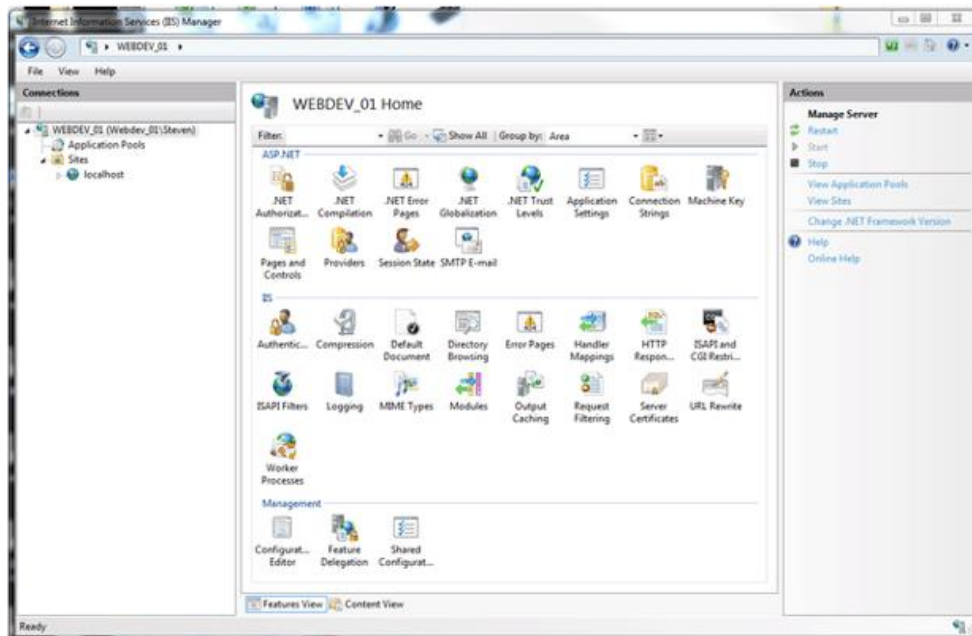 Internet Information Services (IIS) Manager
WEBDEV_01
File View Help
Connections
WEBDEV_01 (Webdev_01\Steven)
Application Pools
Sites
localhost
WEBDEV_01 Home
Filter: Go Show All Group by: Area
ASP.NET
.NET Authorizat...
.NET Compilation
.NET Error Pages
.NET Globalization
.NET Trust Levels
Application Settings
Connection Strings
Machine Key
Pages and Controls
Providers
Session State
SMTP E-mail
IIS
Authentic...
Compression
Default Document
Directory Browsing
Error Pages
Handler Mappings
HTTP Respon...
ISAPI and CGI Restri...
ISAPI Filters
Logging
MIME Types
Modules
Output Caching
Request Filtering
Server Certificates
URL Rewrite
Worker Processes
Management
Configurat... Editor
Feature Delegation
Shared Configurat...
Features View Content View
Actions
Manage Server
Restart
Start
Stop
View Application Pools
View Sites
Change .NET Framework Version
Help
Online Help
Ready